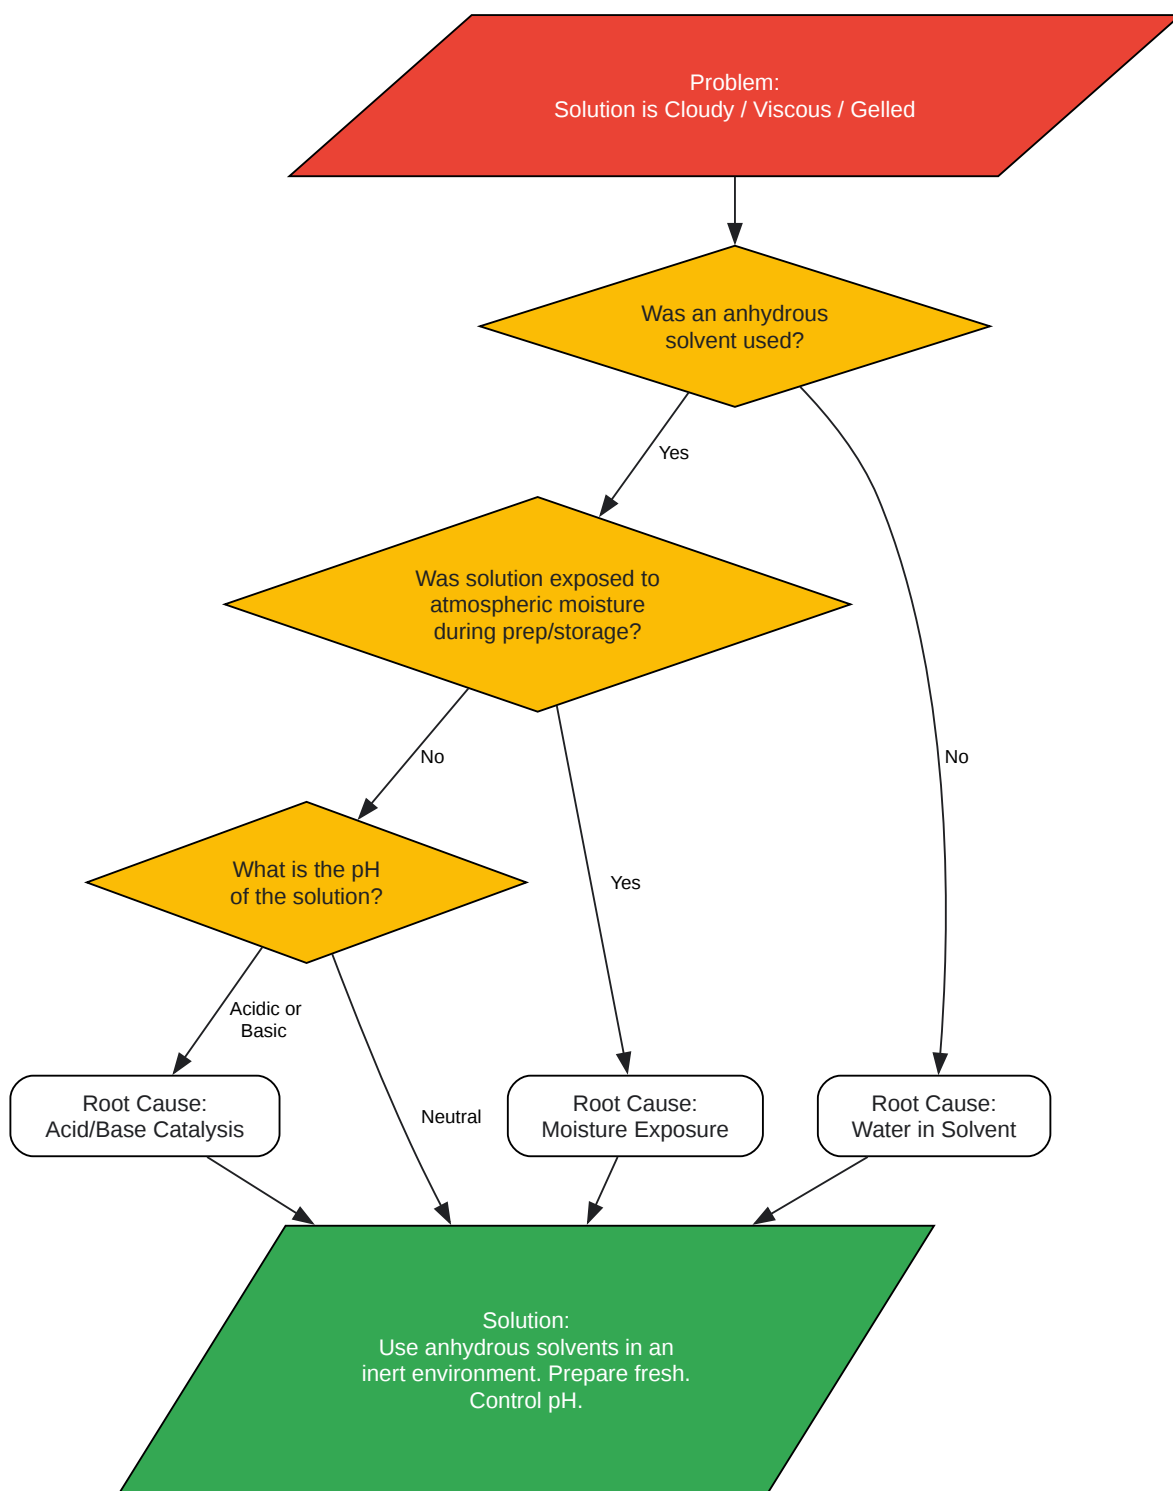 Problem:
Solution is Cloudy / Viscous / Gelled
Was an anhydrous
solvent used?
Yes
No
Was solution exposed to
atmospheric moisture
during prep/storage?
No
Yes
What is the pH
of the solution?
Acidic or
Basic
Neutral
Root Cause:
Acid/Base Catalysis
Root Cause:
Moisture Exposure
Root Cause:
Water in Solvent
Solution:
Use anhydrous solvents in an
inert environment. Prepare fresh.
Control pH.